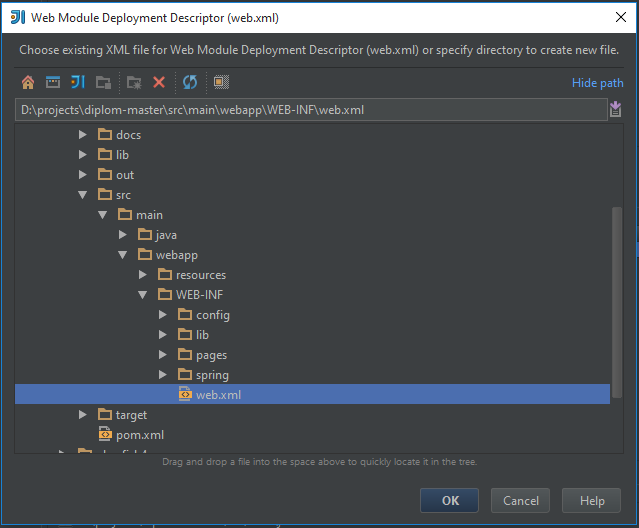 Web Module Deployment Descriptor (web.xml)
Choose existing XML file for Web Module Deployment Descriptor (web.xml) or specify directory to create new file.
Hide path
D:\projects\diplom-master\src\main\webapp\WEB-INF\web.xml
docs
lib
out
src
main
java
webapp
resources
WEB-INF
config
lib
pages
spring
web.xml
target
pom.xml
Drag and drop a file into the space above to quickly locate it in the tree.
OK
Cancel
Help